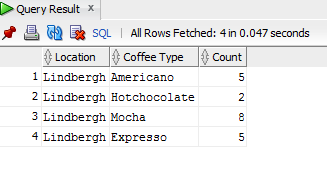 Query Result ×
SQL | All Rows Fetched: 4 in 0.047 seconds
Location Coffee Type Count
1 Lindbergh Americano 5
2 Lindbergh Hotchocolate 2
3 Lindbergh Mocha 8
4 Lindbergh Expresso 5